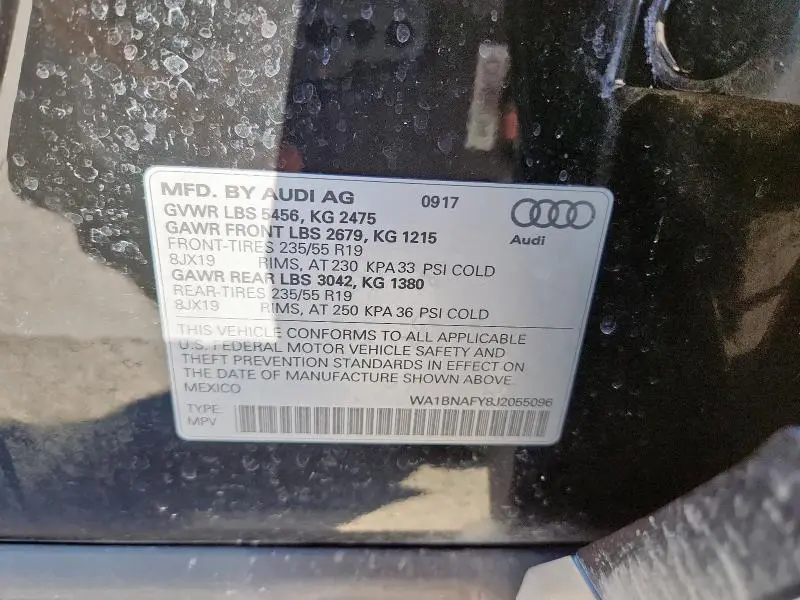 MFD. BY AUDI AG 0917
GVWR LBS 5456, KG 2475
GAWR FRONT LBS 2679, KG 1215
Audi
FRONT-TIRES 235/55 R19
8JX19 RIMS, AT 230 KPA 33 PSI COLD
GAWR REAR LBS 3042, KG 1380
REAR-TIRES 235/55 R19
8JX19 RIMS, AT 250 KPA 36 PSI COLD
THIS VEHICLE CONFORMS TO ALL APPLICABLE
U.S. FEDERAL MOTOR VEHICLE SAFETY AND
THEFT PREVENTION STANDARDS IN EFFECT ON
THE DATE OF MANUFACTURE SHOWN ABOVE.
MEXICO
WA1BNAFY8J2055096
TYPE:
MPV